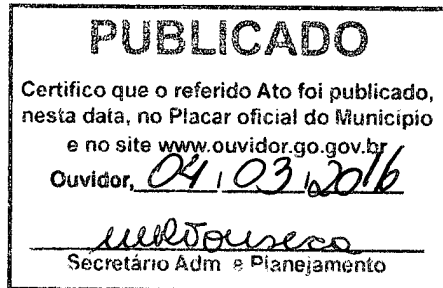 PUBLICADO
Certifico que o referido Ato foi publicado,
nesta data, no Placar oficial do Município
e no site www.ouvidor.go.gov.br
Ouvidor, 04 / 03 / 2016
Secretário Adm e Planejamento